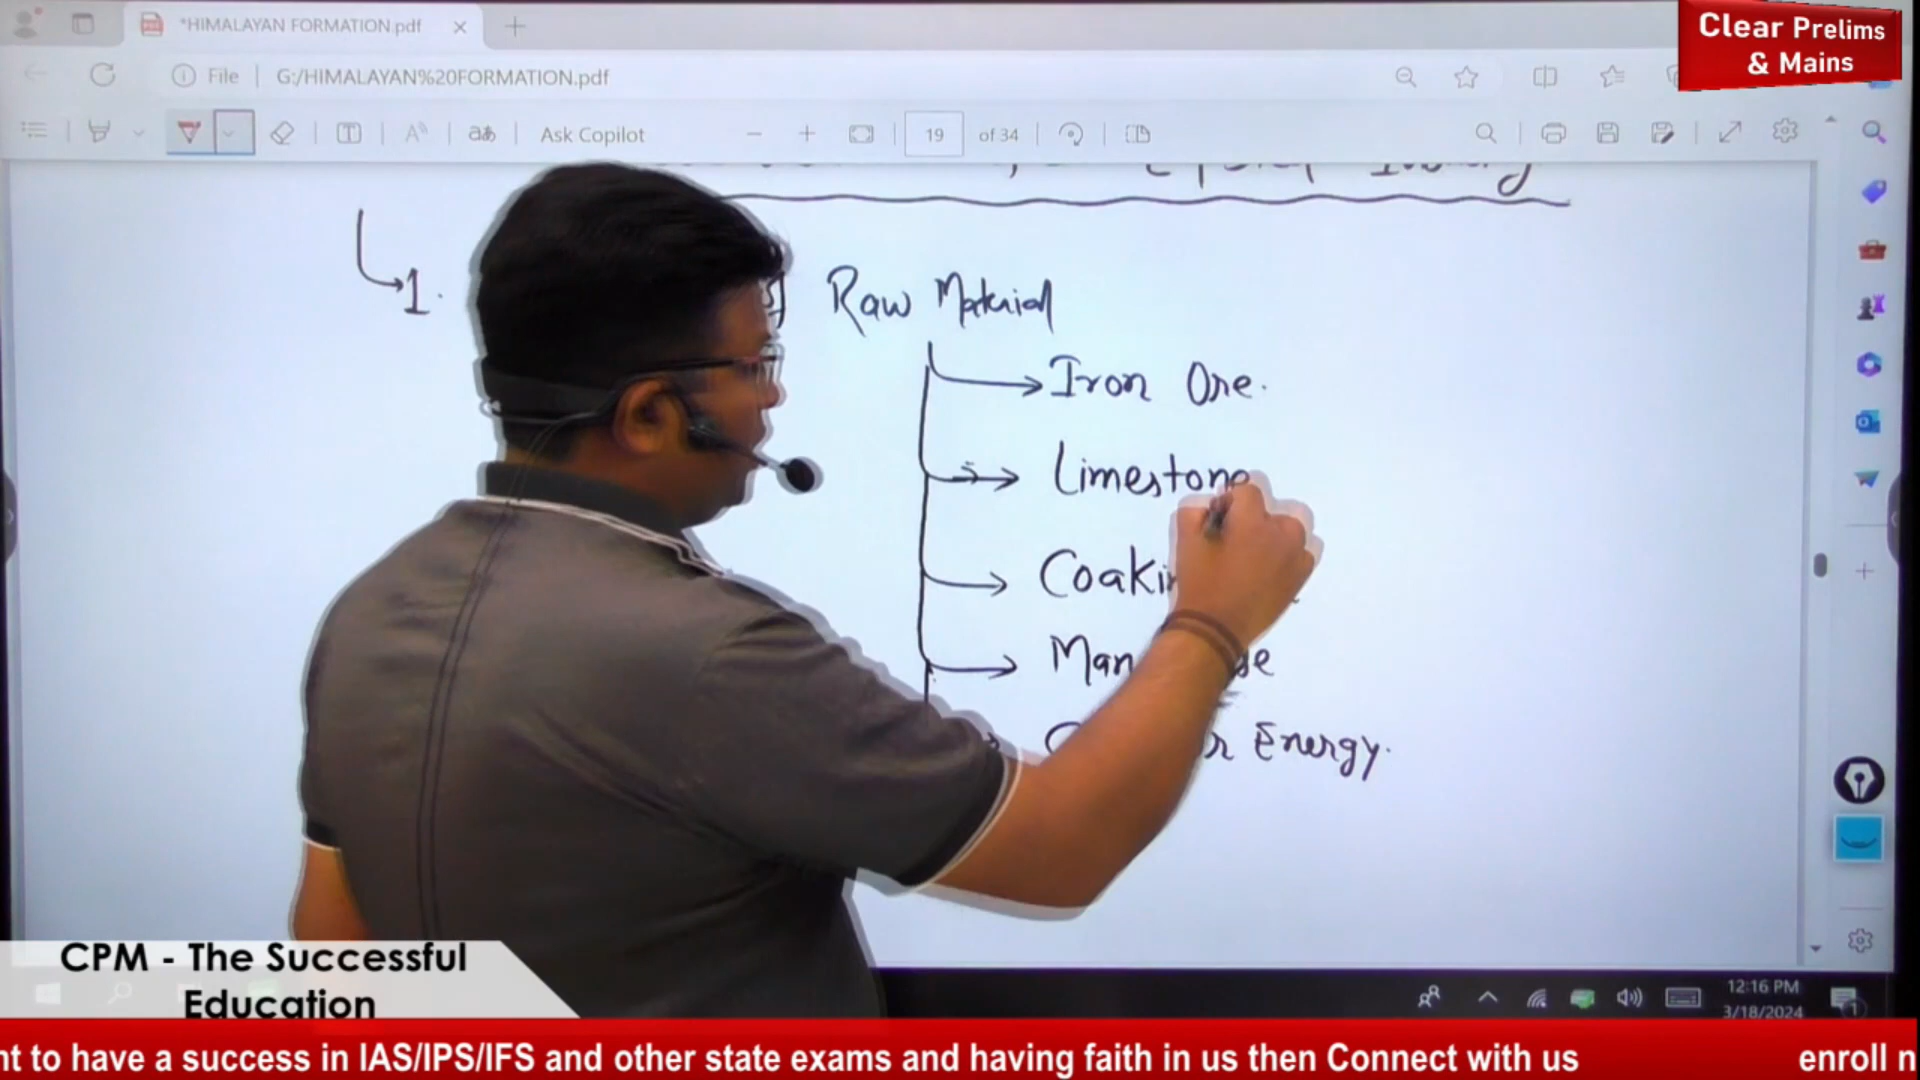 *HIMALAYAN FORMATION.pdf
Clear Prelims
& Mains
File
G:/HIMALAYAN%20FORMATION.pdf
Ask Copilot
19 of 34
1.
Raw Material
Iron Ore.
Limestone
Energy.
12:16 PM
3/18/2024
CPM - The Successful
Education
nt to have a success in IAS/IPS/IFS and other state exams and having faith in us then Connect with us
enroll n